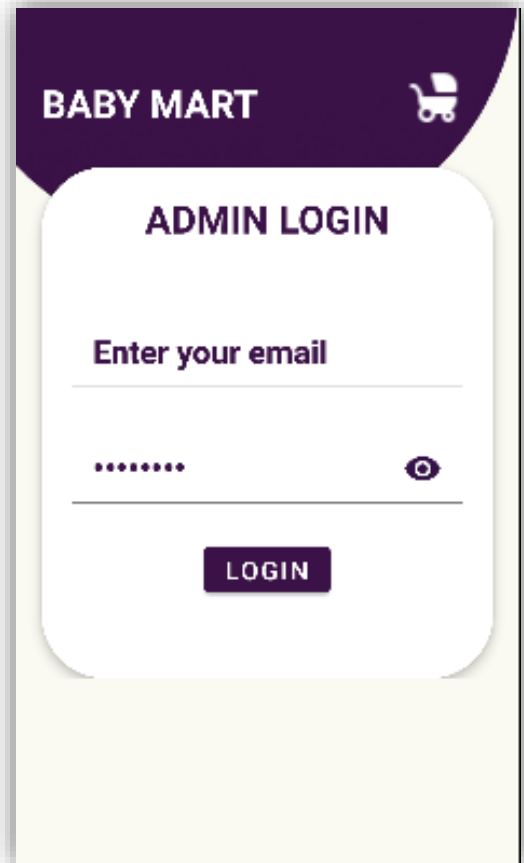 BABY MART
ADMIN LOGIN
Enter your email
••••••••
LOGIN